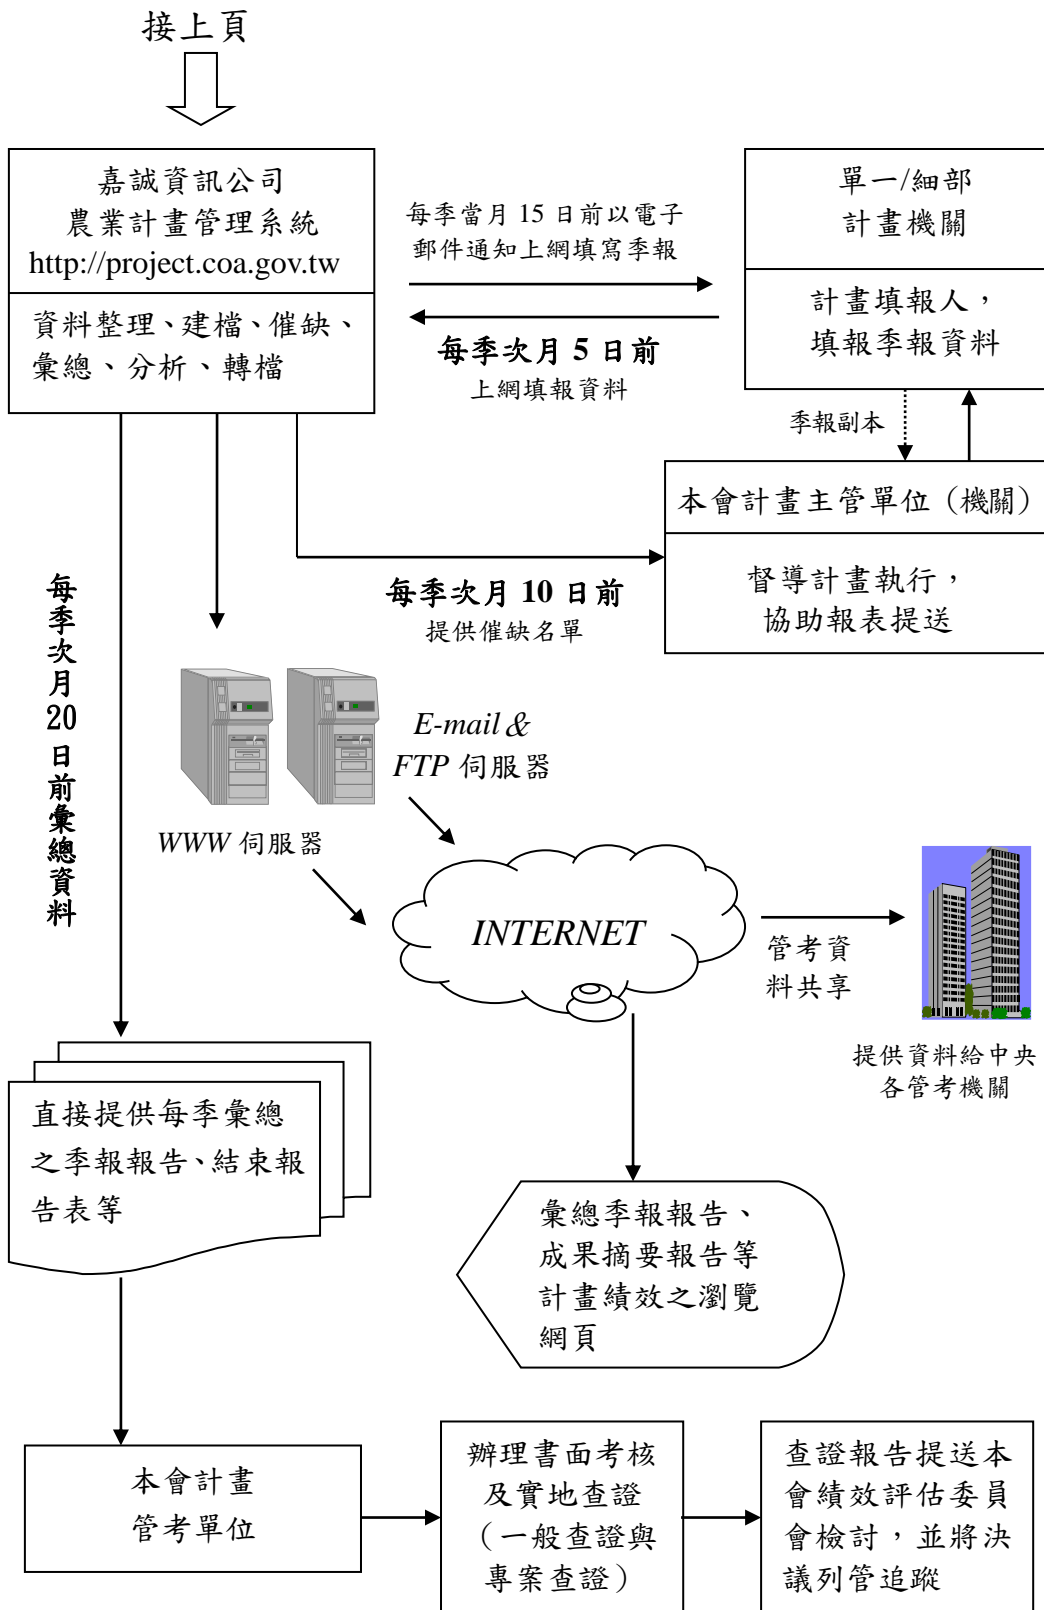 接上頁
嘉誠資訊公司
農業計畫管理系統
http://project.coa.gov.tw
資料整理、建檔、催缺、
彙總、分析、轉檔
每季當月 15 日前以電子
郵件通知上網填寫季報
每季次月 5 日前
上網填報資料
單一/細部
計畫機關
計畫填報人，
填報季報資料
季報副本
本會計畫主管單位（機關）
督導計畫執行，
協助報表提送
每季次月 10 日前
提供催缺名單
每季次月20日前彙總資料
E-mail＆
FTP 伺服器
WWW 伺服器
INTERNET
管考資
料共享
提供資料給中央
各管考機關
直接提供每季彙總
之季報報告、結束報
告表等
彙總季報報告、
成果摘要報告等
計畫績效之瀏覽
網頁
本會計畫
管考單位
辦理書面考核
及實地查證
（一般查證與
專案查證）
查證報告提送本
會績效評估委員
會檢討，並將決
議列管追蹤